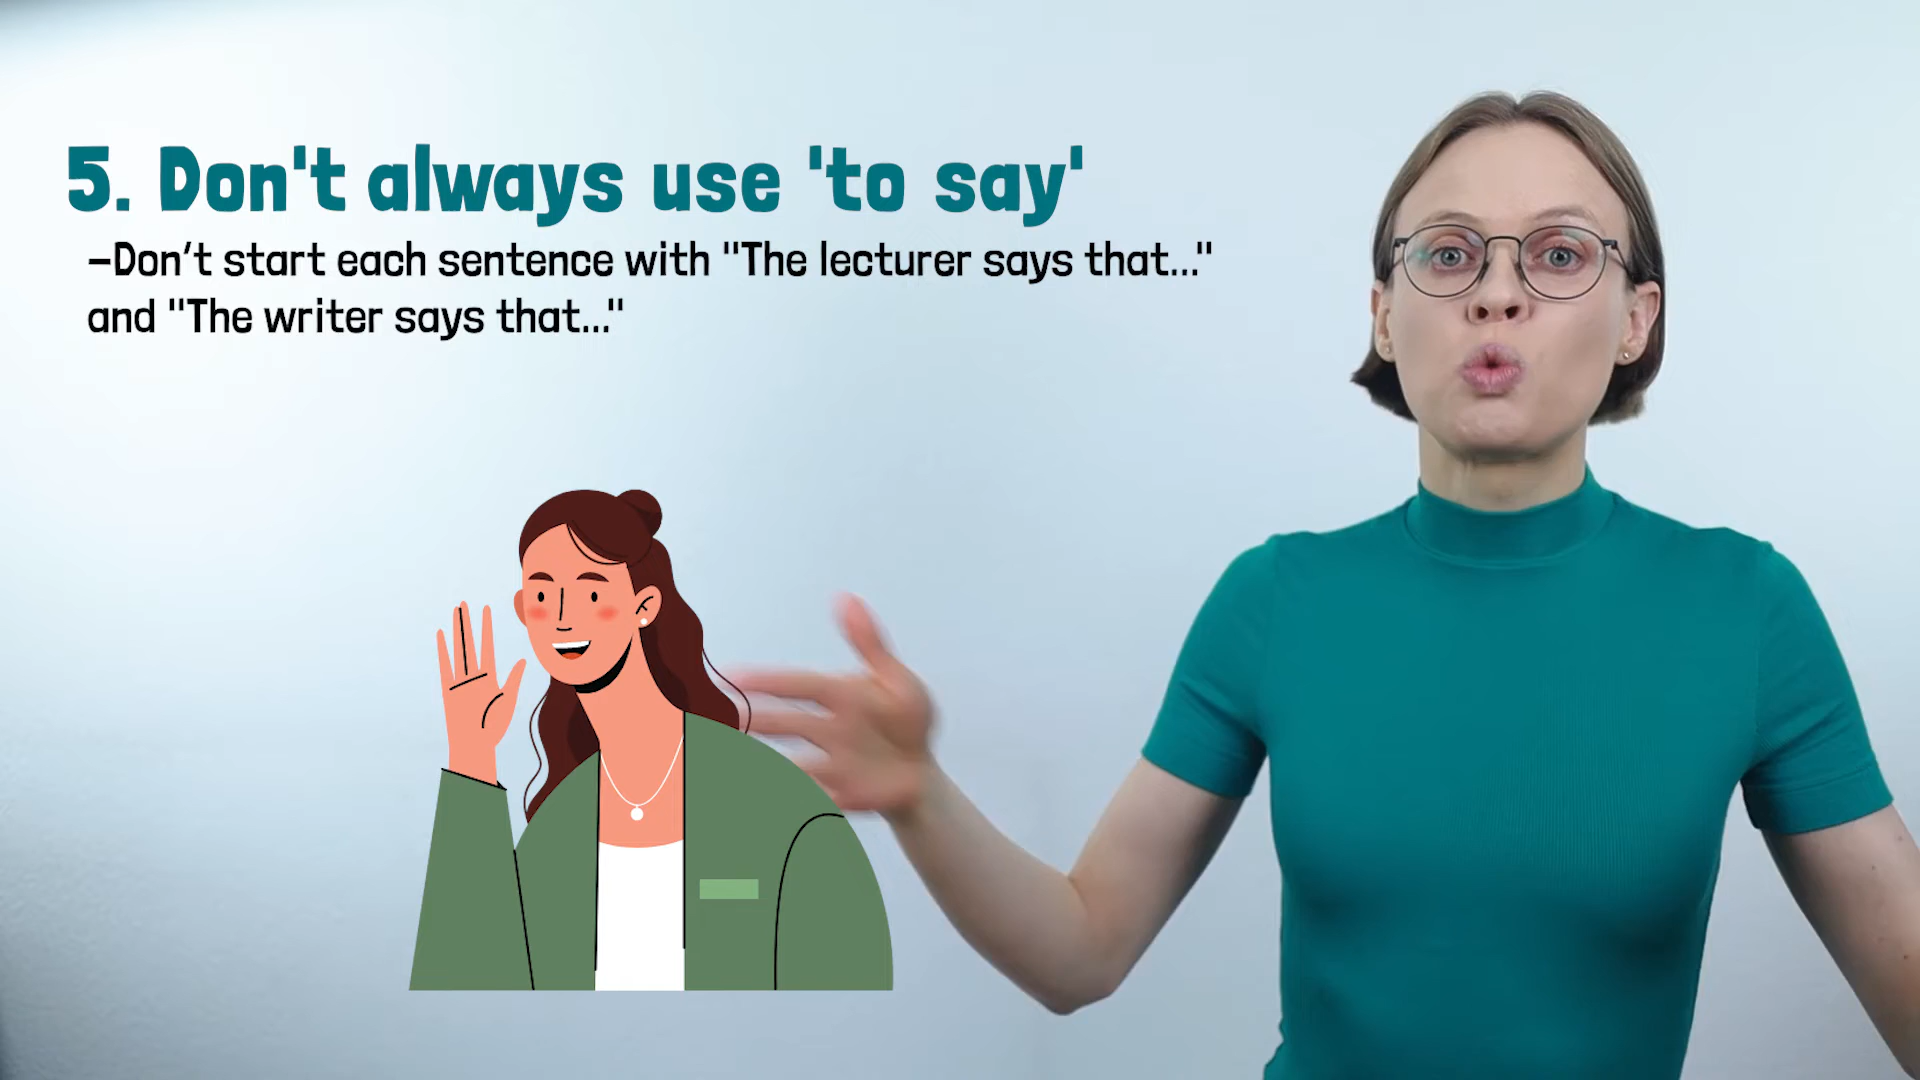 5. Don't always use 'to say'
–Don’t start each sentence with "The lecturer says that..."
and "The writer says that..."